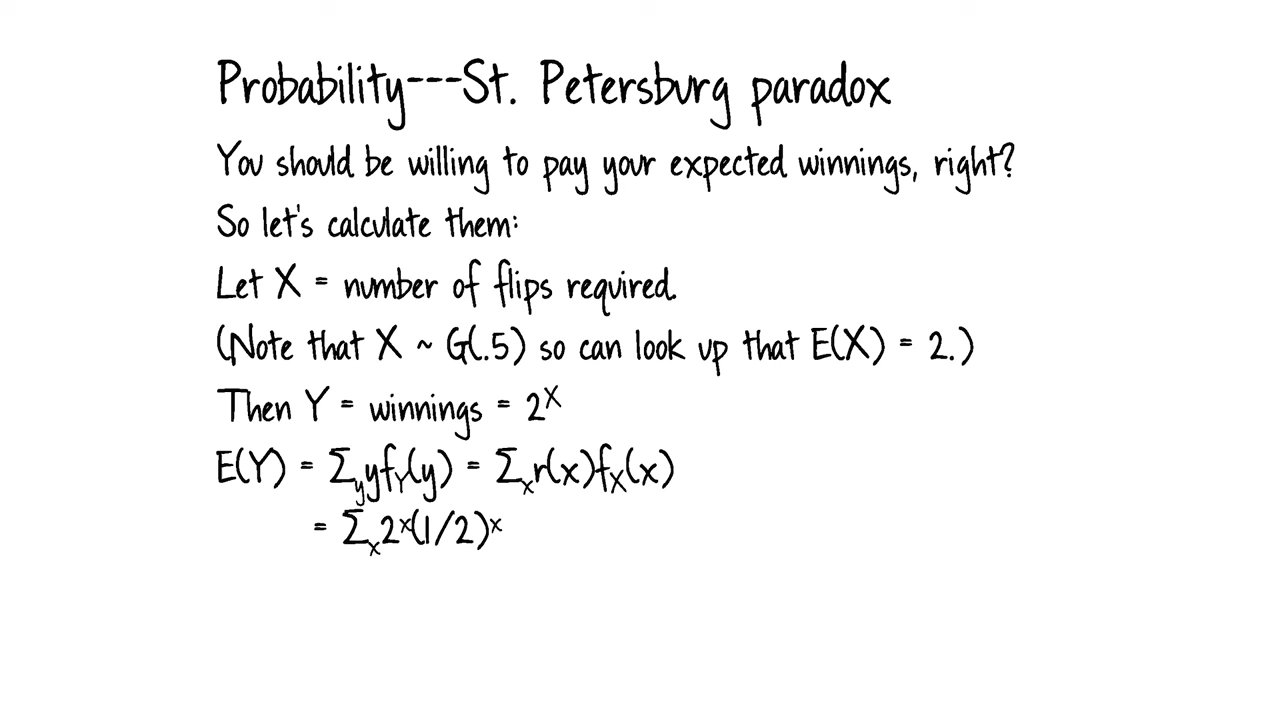 Probability---St. Petersburg paradox
You should be willing to pay your expected winnings, right?
So let's calculate them:
Let X = number of flips required.
(Note that X ~ G(.5) so can look up that E(X) = 2.)
Then Y = winnings = 2^X
E(Y) = Σ_y yf_Y(y) = Σ_x r(x)f_X(x)
= Σ_x 2^x(1/2)^x